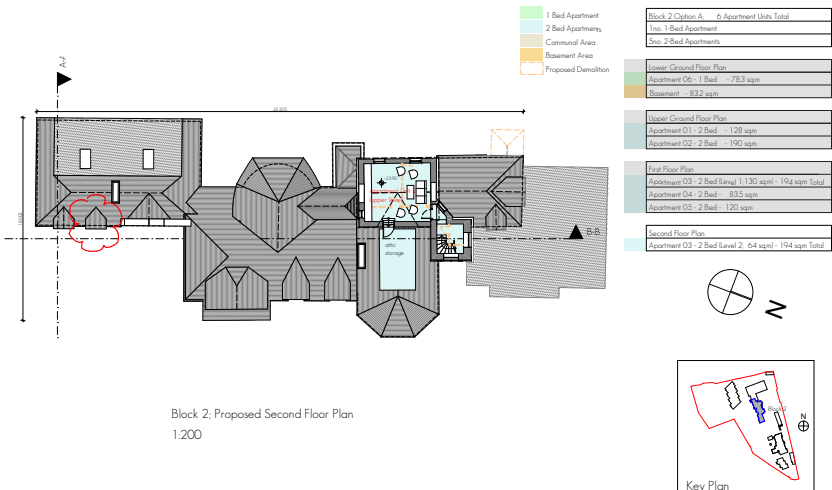 1 Bed Apartment
2 Bed Apartments
Communal Area
Basement Area
Proposed Demolition
Block 2 Option A; 6 Apartment Units Total
1no. 1-Bed Apartment
5no. 2-Bed Apartments
Lower Ground Floor Plan
Apartment 06 - 1 Bed - 783 sqm
Basement - 832 sqm
Upper Ground Floor Plan
Apartment 01 - 2 Bed - 128 sqm
Apartment 02 - 2 Bed - 190 sqm
First Floor Plan
Apartment 03 - 2 Bed (Level 1;130 sqm) - 194 sqm Total
Apartment 04 - 2 Bed - 835 sqm
Apartment 05 - 2 Bed - 120 sqm
Second Floor Plan
Apartment 03 - 2 Bed (Level 2; 64 sqm) - 194 sqm Total
A-A
B-B
attic
storage
N
Block 2; Proposed Second Floor Plan
1:200
Block 2
N
Key Plan